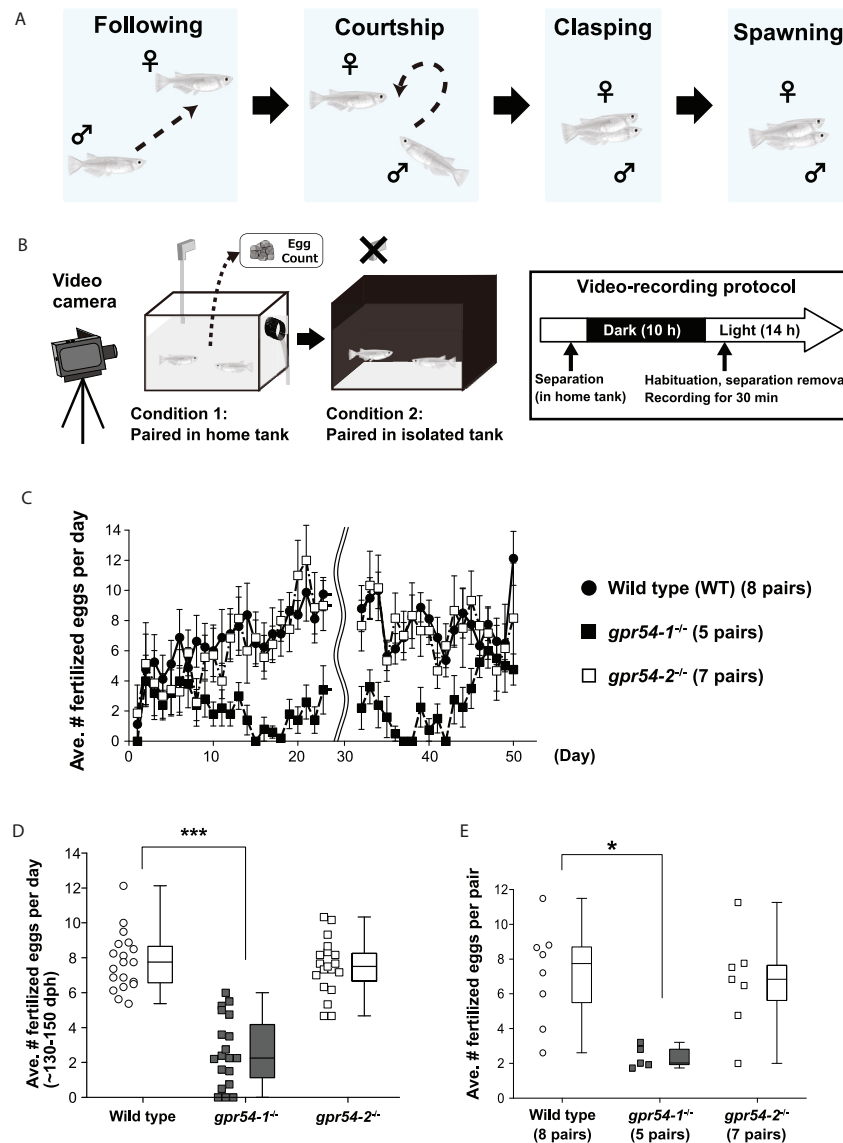 A
Following
Courtship
Clasping
Spawning
♀
♂
♀
♂
♀
♂
♀
♂
B
Video
camera
Egg
Count
Condition 1:
Paired in home tank
Condition 2:
Paired in isolated tank
Video-recording protocol
Dark (10 h)
Light (14 h)
Separation
(in home tank)
Habituation, separation remova
Recording for 30 min
C
Ave. # fertilized eggs per day
14
12
10
8
6
4
2
0
0
10
20
30
40
50
(Day)
Wild type (WT) (8 pairs)
gpr54-1-/- (5 pairs)
gpr54-2-/- (7 pairs)
D
***
Ave. # fertilized eggs per day
(~130-150 dph)
14
12
10
8
6
4
2
0
Wild type
gpr54-1-/-
gpr54-2-/-
E
*
Ave. # fertilized eggs per pair
12
10
8
6
4
2
0
Wild type
(8 pairs)
gpr54-1-/-
(5 pairs)
gpr54-2-/-
(7 pairs)